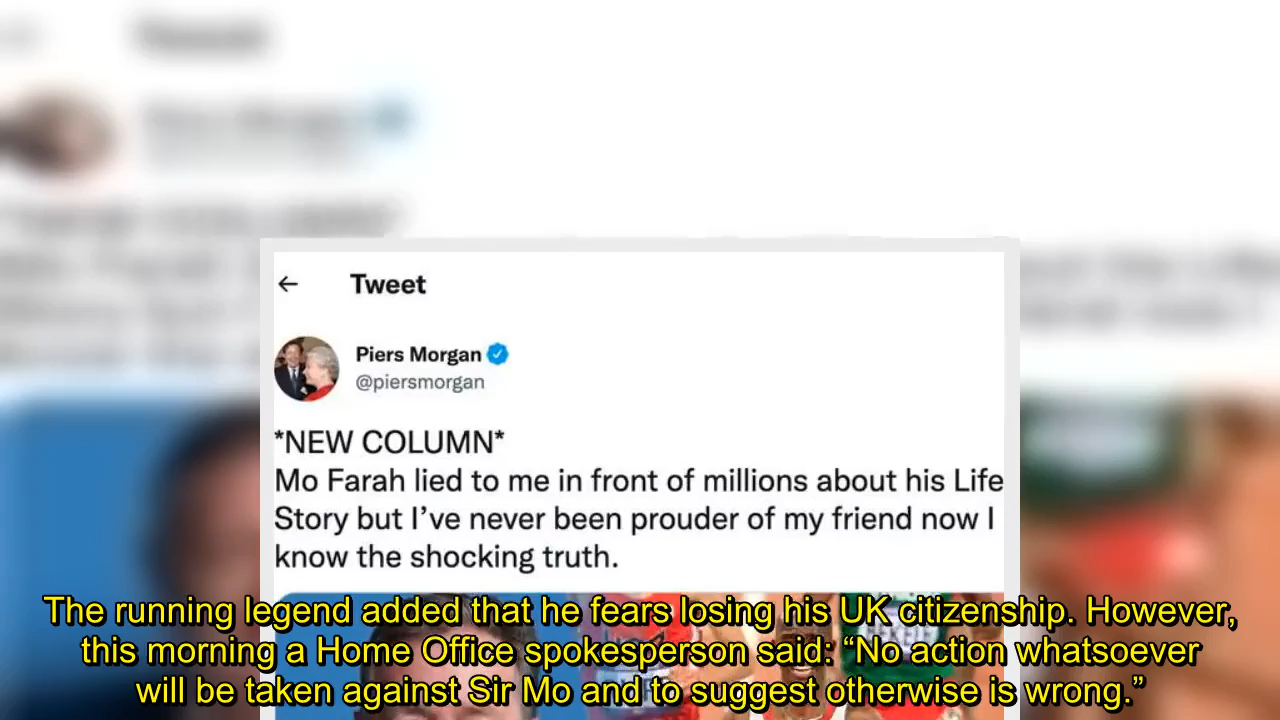 Tweet
Piers Morgan
@piersmorgan
*NEW COLUMN*
Mo Farah lied to me in front of millions about his Life
Story but I’ve never been prouder of my friend now I
know the shocking truth.
The running legend added that he fears losing his UK citizenship. However,
this morning a Home Office spokesperson said: “No action whatsoever
will be taken against Sir Mo and to suggest otherwise is wrong.”